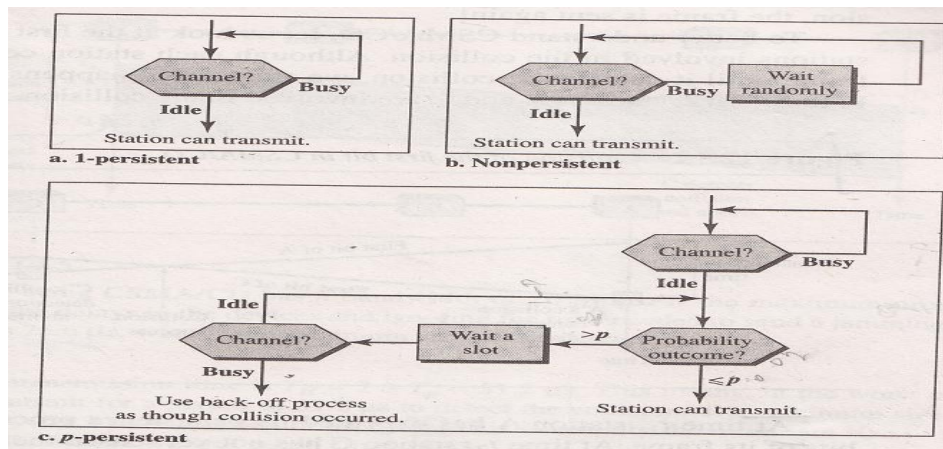 Channel?
Busy
Idle
Station can transmit.
a. 1-persistent
Channel?
Busy
Wait
randomly
Idle
Station can transmit.
b. Nonpersistent
Channel?
Busy
Idle
Probability
outcome?
>p
Wait a
slot
Idle
Channel?
Busy
Use back-off process
as though collision occurred.
≤p
Station can transmit.
c. p-persistent